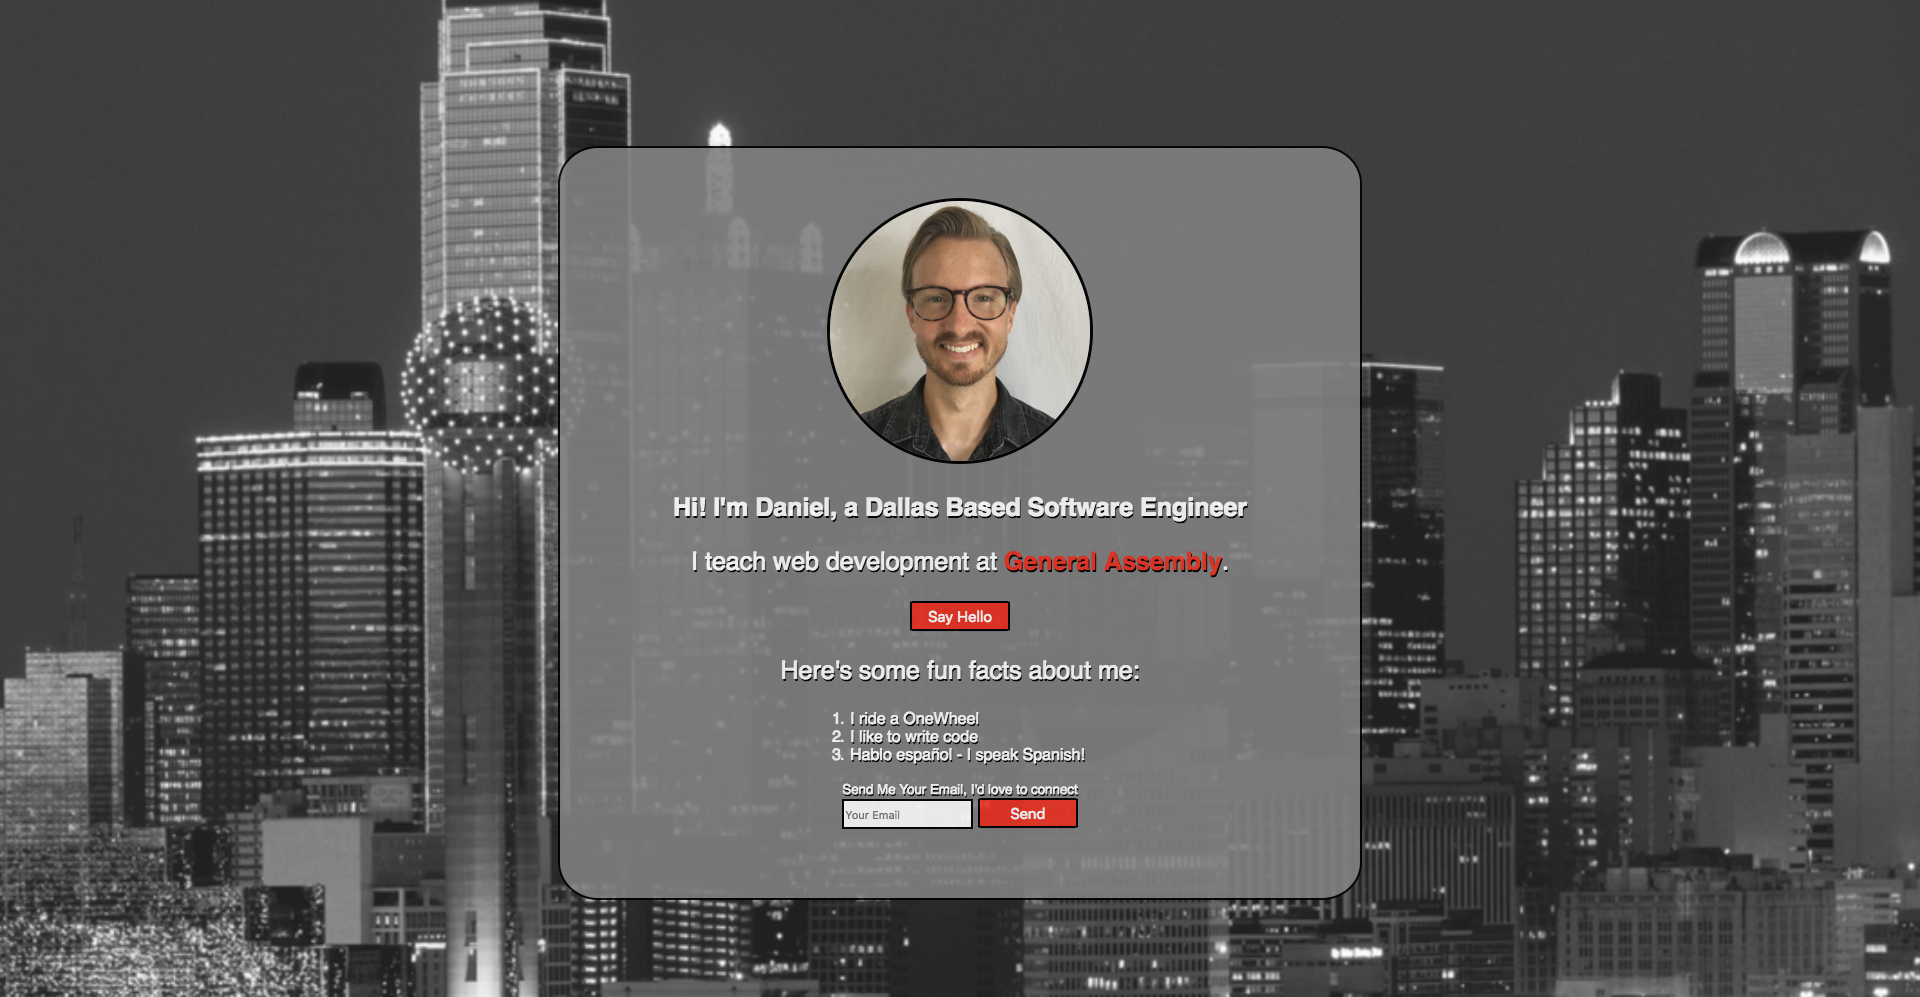 Hi! I'm Daniel, a Dallas Based Software Engineer
I teach web development at General Assembly.
Say Hello
Here's some fun facts about me:
1. I ride a OneWheel
2. I like to write code
3. Hablo español - I speak Spanish!
Send Me Your Email, I'd love to connect
Your Email Send